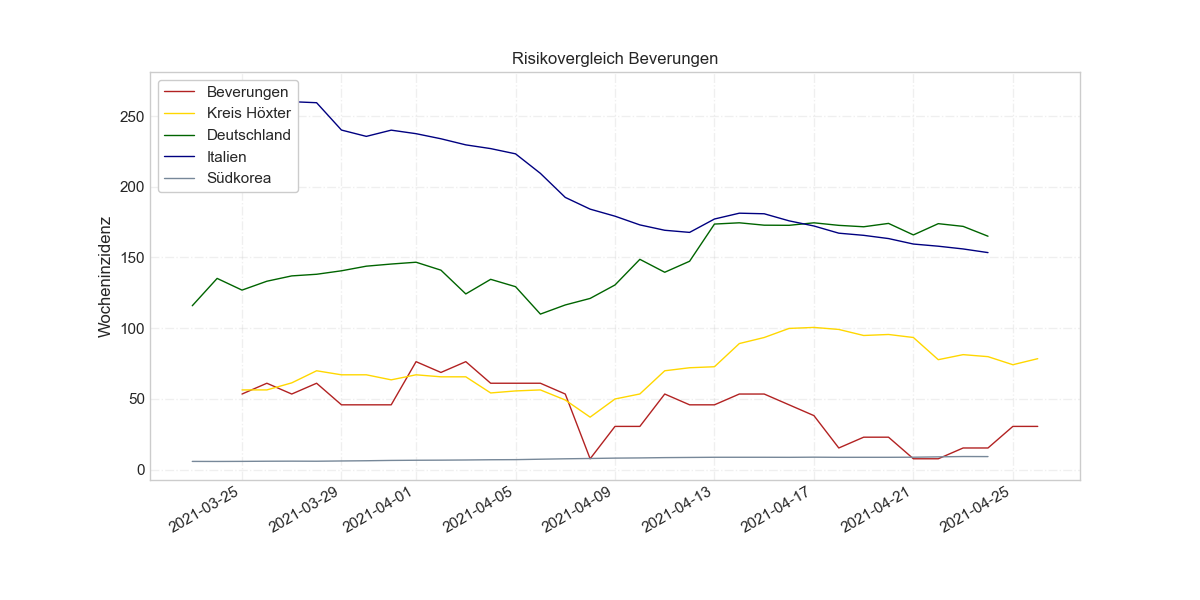 Risikovergleich Beverungen
Beverungen
Kreis Höxter
Deutschland
Italien
Südkorea
Wocheninzidenz
250
200
150
100
50
0
2021-03-25
2021-03-29
2021-04-01
2021-04-05
2021-04-09
2021-04-13
2021-04-17
2021-04-21
2021-04-25